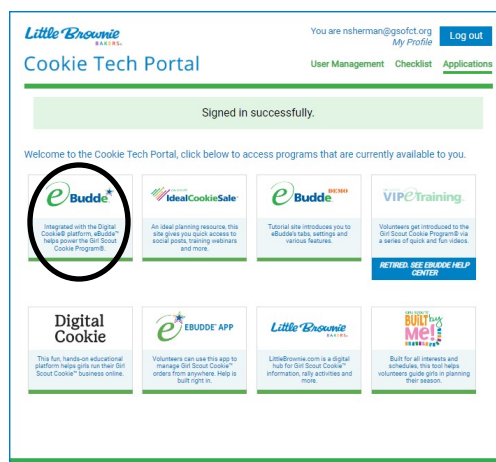 Little Brownie
BAKERS.
You are nsherman@gsofct.org
My Profile
Log out
Cookie Tech Portal
User Management Checklist Applications
Signed in successfully.
Welcome to the Cookie Tech Portal, click below to access programs that are currently available to you.
eBudde
Integrated with the Digital
Cookie® platform, eBudde™
helps power the Girl Scout
Cookie Program®.
IdealCookieSale
An ideal planning resource, this
site gives you quick access to
social posts, training webinars
and more.
eBudde DEMO
Tutorial site introduces you to
eBudde's tabs, settings and
various features.
VIP eTraining
Volunteers get introduced to the
Girl Scout Cookie Program® via
a series of quick and fun videos.
RETIRED. SEE EBUDDE HELP
CENTER
Digital
Cookie
This fun, hands-on educational
platform helps girls run their Girl
Scout Cookie™ business online.
EBUDDE™ APP
Volunteers can use this app to
manage Girl Scout Cookie™
orders from anywhere. Help is
built right in.
Little Brownie
BAKERS.
LittleBrownie.com is a digital
hub for Girl Scout Cookie™
information, rally activities and
more.
BUILT by
Me!
Built for all interests and
schedules, this tool helps
volunteers guide girls in planning
their season.